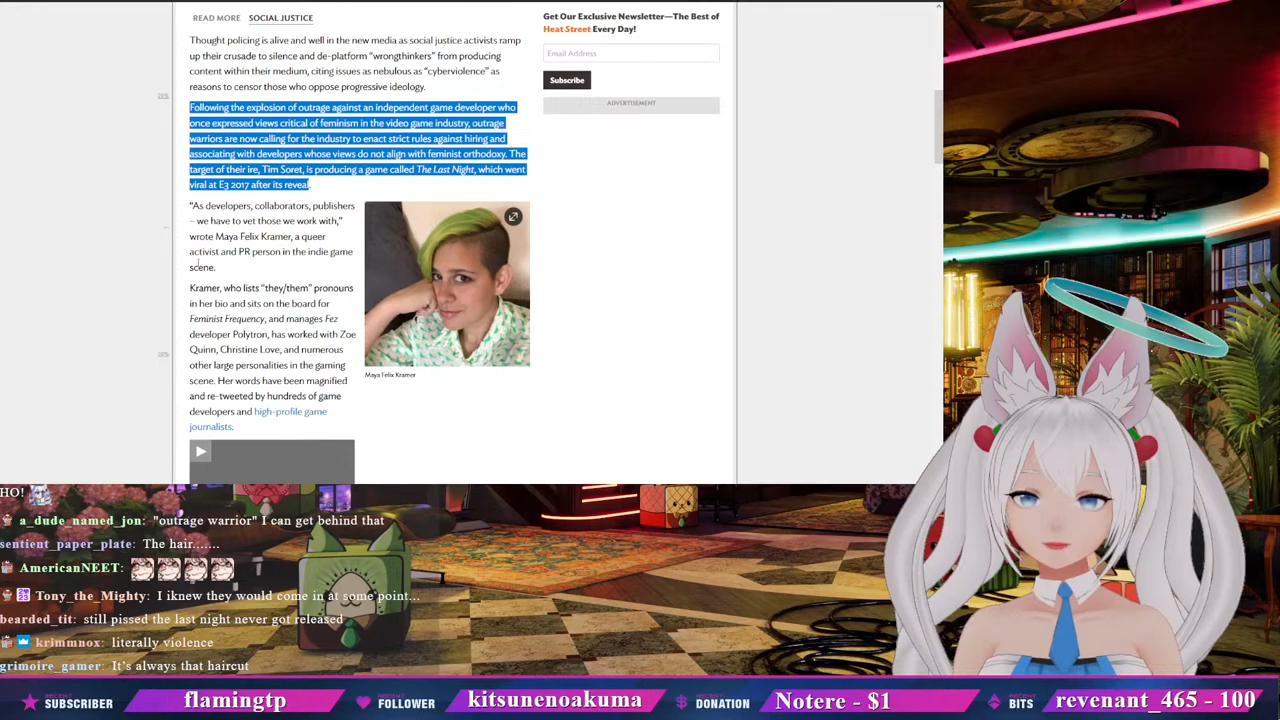 READ MORE SOCIAL JUSTICE
Thought policing is alive and well in the new media as social justice activists ramp
up their crusade to silence and de-platform “wrongthinkers” from producing
content within their medium, citing issues as nebulous as “cyberviolence” as
reasons to censor those who oppose progressive ideology.
Following the explosion of outrage against an independent game developer who
once expressed views critical of feminism in the video game industry, outrage
warriors are now calling for the industry to enact strict rules against hiring and
associating with developers whose views do not align with feminist orthodoxy. The
target of their ire, Tim Soret, is producing a game called The Last Night, which went
viral at E3 2017 after its reveal.
“As developers, collaborators, publishers
– we have to vet those we work with,”
wrote Maya Felix Kramer, a queer
activist and PR person in the indie game
scene.
Kramer, who lists “they/them” pronouns
in her bio and sits on the board for
Feminist Frequency, and manages Fez
developer Polytron, has worked with Zoe
Quinn, Christine Love, and numerous
other large personalities in the gaming
scene. Her words have been magnified
and re-tweeted by hundreds of game
developers and high-profile game
journalists.
Maya Felix Kramer
Get Our Exclusive Newsletter—The Best of
Heat Street Every Day!
Email Address
Subscribe
ADVERTISEMENT
HO!
a_dude_named_jon: "outrage warrior" I can get behind that
sentient_paper_plate: The hair.......
AmericanNEET:
Tony_the_Mighty: I iknew they would come in at some point...
bearded_tit: still pissed the last night never got released
krimmnox: literally violence
grimoire_gamer: It’s always that haircut
RECENT SUBSCRIBER flamingtp RECENT FOLLOWER kitsunenoakuma RECENT DONATION Notere - $1 RECENT BITS revenant_465 - 100